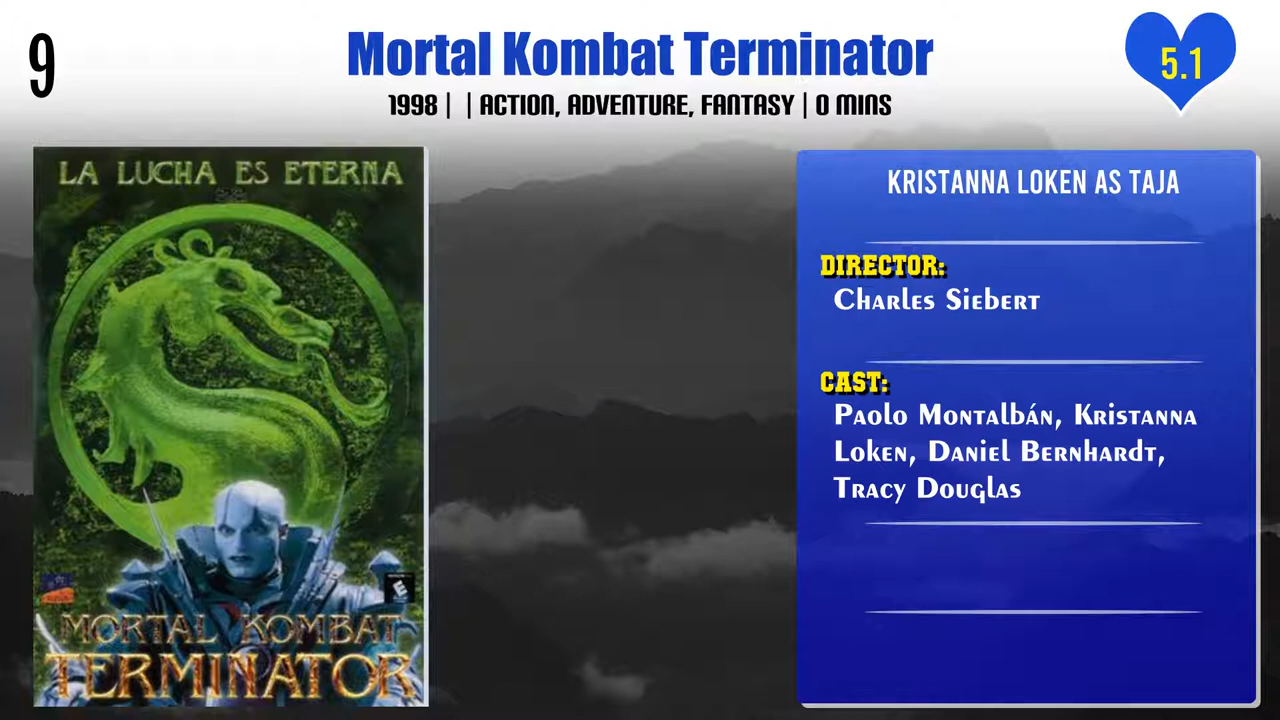 9
Mortal Kombat Terminator
5.1
1998 | | ACTION, ADVENTURE, FANTASY | 0 MINS
LA LUCHA ES ETERNA
MORTAL KOMBAT
TERMINATOR
KRISTANNA LOKEN AS TAJA
DIRECTOR:
Charles Siebert
CAST:
Paolo Montalbán, Kristanna
Loken, Daniel Bernhardt,
Tracy Douglas